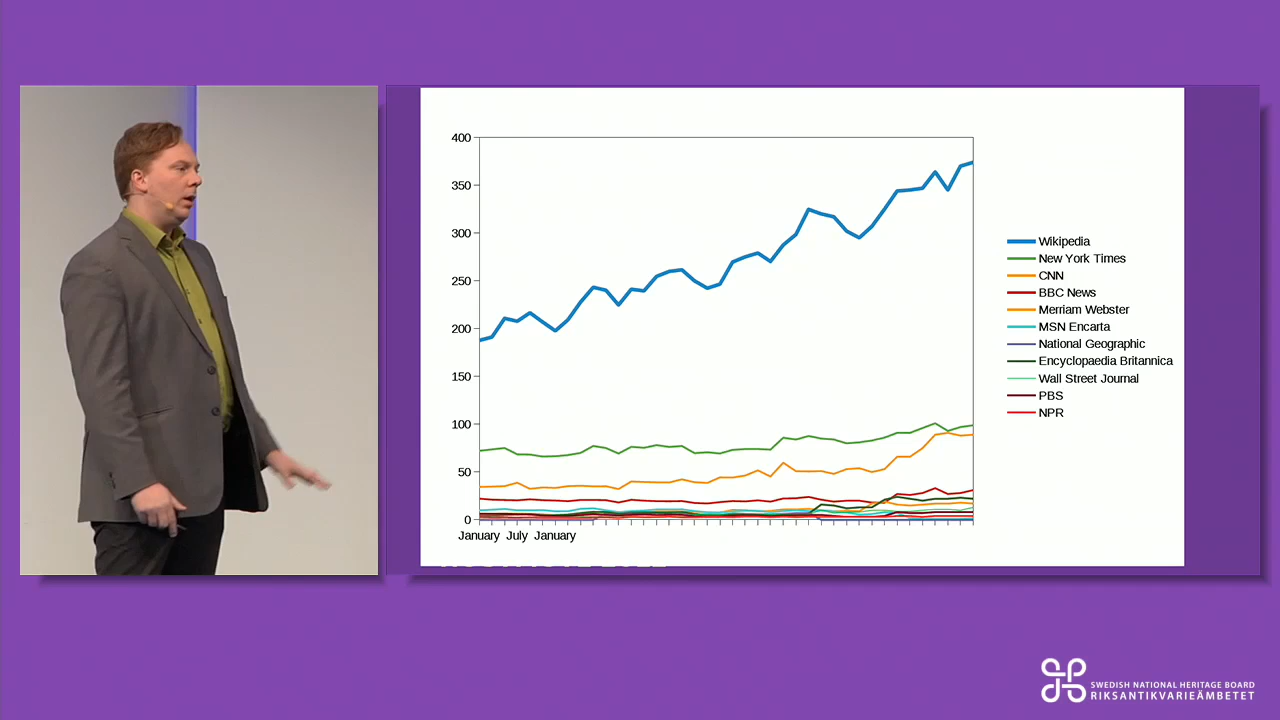 400
350
300
250
200
150
100
50
0
January July January
Wikipedia
New York Times
CNN
BBC News
Merriam Webster
MSN Encarta
National Geographic
Encyclopaedia Britannica
Wall Street Journal
PBS
NPR
SWEDISH NATIONAL HERITAGE BOARD
RIKSANTIKVARIEÄMBETET